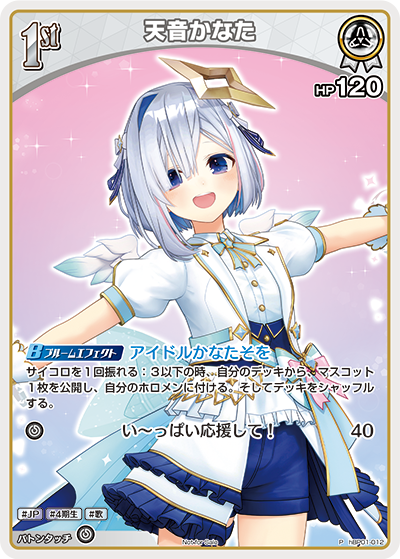 1st
天音かなた
HP120
Bブルームエフェクト アイドルかなたそを
サイコロを1回振れる：3以下の時、自分のデッキから、マスコット
1枚を公開し、自分のホロメンに付ける。そしてデッキをシャッフル
する。
い～っぱい応援して！ 40
#JP #4期生 #歌
バトンタッチ
P hBP01-012